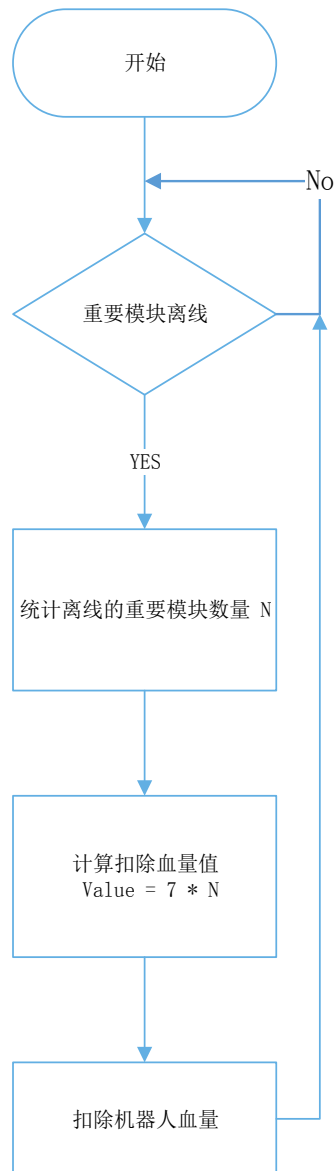 开始
No
重要模块离线
YES
统计离线的重要模块数量 N
计算扣除血量值
Value = 7 * N
扣除机器人血量